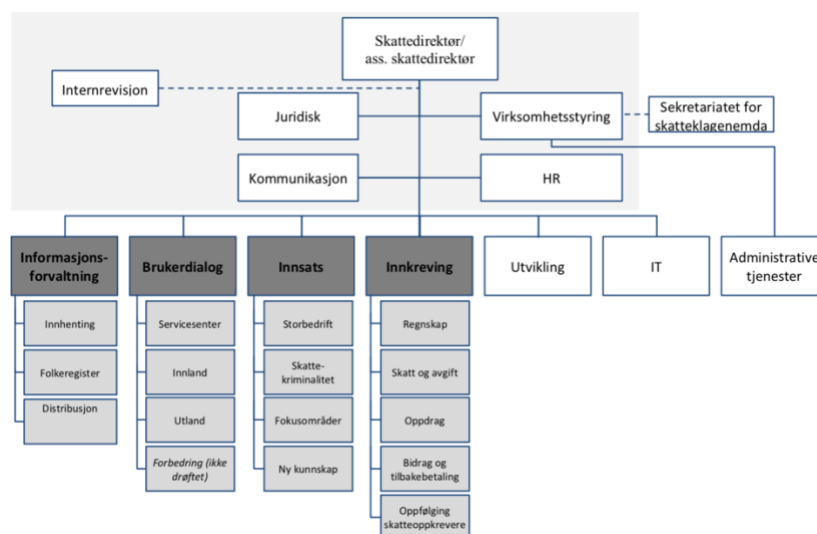 Skattedirektør/
ass. skattedirektør
Internrevisjon
Juridisk
Virksomhetsstyring
Sekretariatet for
skatteklagenemda
Kommunikasjon
HR
Informasjons-
forvaltning
Brukerdialog
Innsats
Innkreving
Utvikling
IT
Administrative
tjenester
Innhenting
Folkeregister
Distribusjon
Servicesenter
Innland
Utland
Forbedring (ikke
drøftet)
Storbedrift
Skatte-
kriminalitet
Fokusområder
Ny kunnskap
Regnskap
Skatt og avgift
Oppdrag
Bidrag og
tilbakebetaling
Oppfølging
skatteoppkrevere